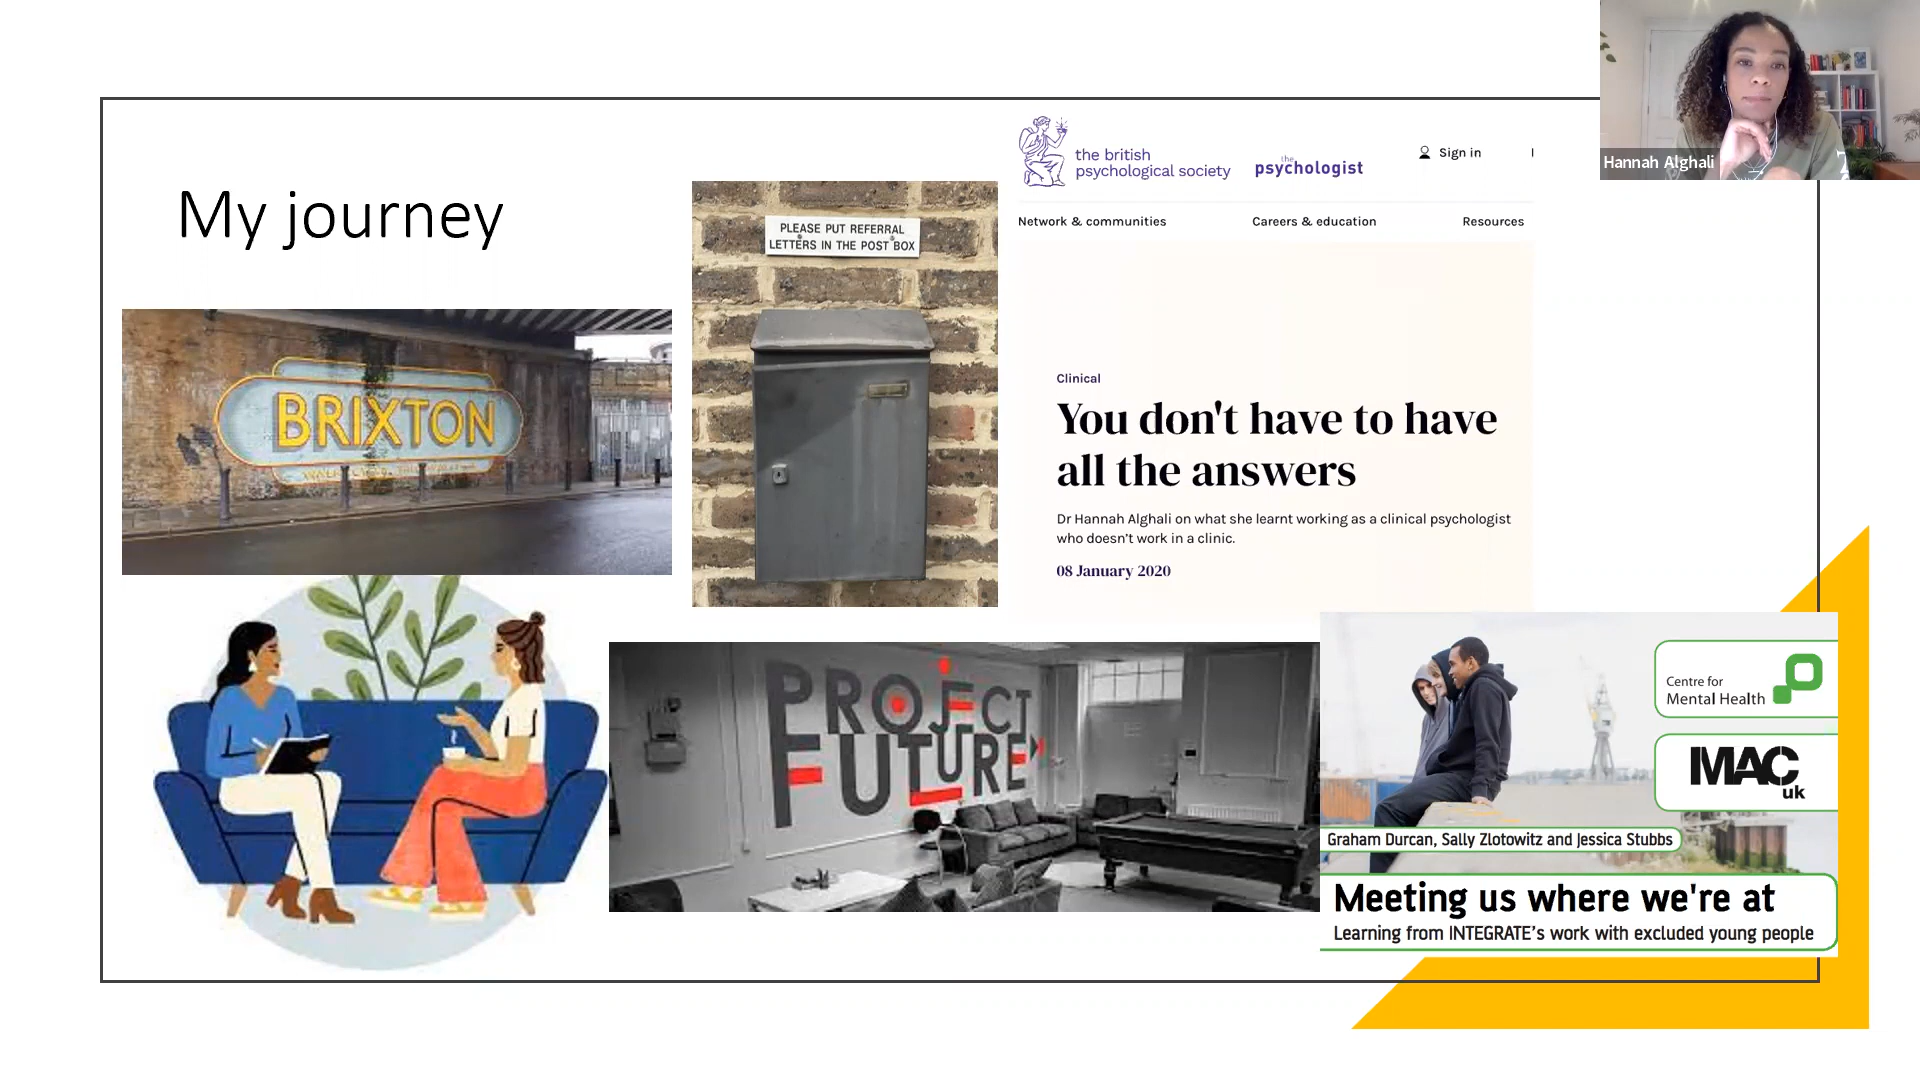 My journey
BRIXTON
PLEASE PUT REFERRAL
LETTERS IN THE POST BOX
the british
psychological society
the
psychologist
Sign in
Network & communities
Careers & education
Resources
Clinical
You don't have to have
all the answers
Dr Hannah Alghali on what she learnt working as a clinical psychologist
who doesn't work in a clinic.
08 January 2020
Hannah Alghali
PROJECT
FUTURE
Centre for
Mental Health
MAC
uk
Graham Durcan, Sally Zlotowitz and Jessica Stubbs
Meeting us where we're at
Learning from INTEGRATE's work with excluded young people